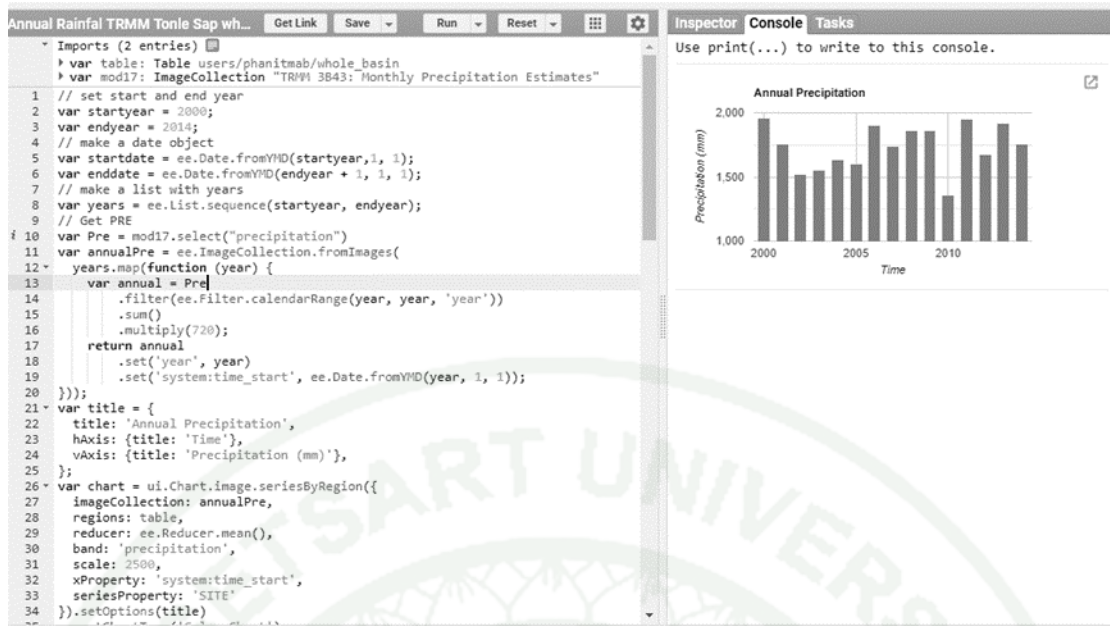 Annual Rainfal TRMM Tonle Sap wh... Get Link Save Run Reset
Imports (2 entries)
var table: Table users/phanitmab/whole_basin
var mod17: ImageCollection "TRMM 3B43: Monthly Precipitation Estimates"
1 // set start and end year
2 var startyear = 2000;
3 var endyear = 2014;
4 // make a date object
5 var startdate = ee.Date.fromYMD(startyear,1, 1);
6 var enddate = ee.Date.fromYMD(endyear + 1, 1, 1);
7 // make a list with years
8 var years = ee.List.sequence(startyear, endyear);
9 // Get PRE
i 10 var Pre = mod17.select("precipitation")
11 var annualPre = ee.ImageCollection.fromImages(
12 years.map(function (year) {
13 var annual = Pre
14 .filter(ee.Filter.calendarRange(year, year, 'year'))
15 .sum()
16 .multiply(720);
17 return annual
18 .set('year', year)
19 .set('system:time_start', ee.Date.fromYMD(year, 1, 1));
20 }));
21 var title = {
22 title: 'Annual Precipitation',
23 hAxis: {title: 'Time'},
24 vAxis: {title: 'Precipitation (mm)'},
25 };
26 var chart = ui.Chart.image.seriesByRegion({
27 imageCollection: annualPre,
28 regions: table,
29 reducer: ee.Reducer.mean(),
30 band: 'precipitation',
31 scale: 2500,
32 xProperty: 'system:time_start',
33 seriesProperty: 'SITE'
34 }).setOptions(title)
Inspector Console Tasks
Use print(...) to write to this console.
Annual Precipitation
Precipitation (mm)
2,000
1,500
1,000
2000 2005 2010
Time